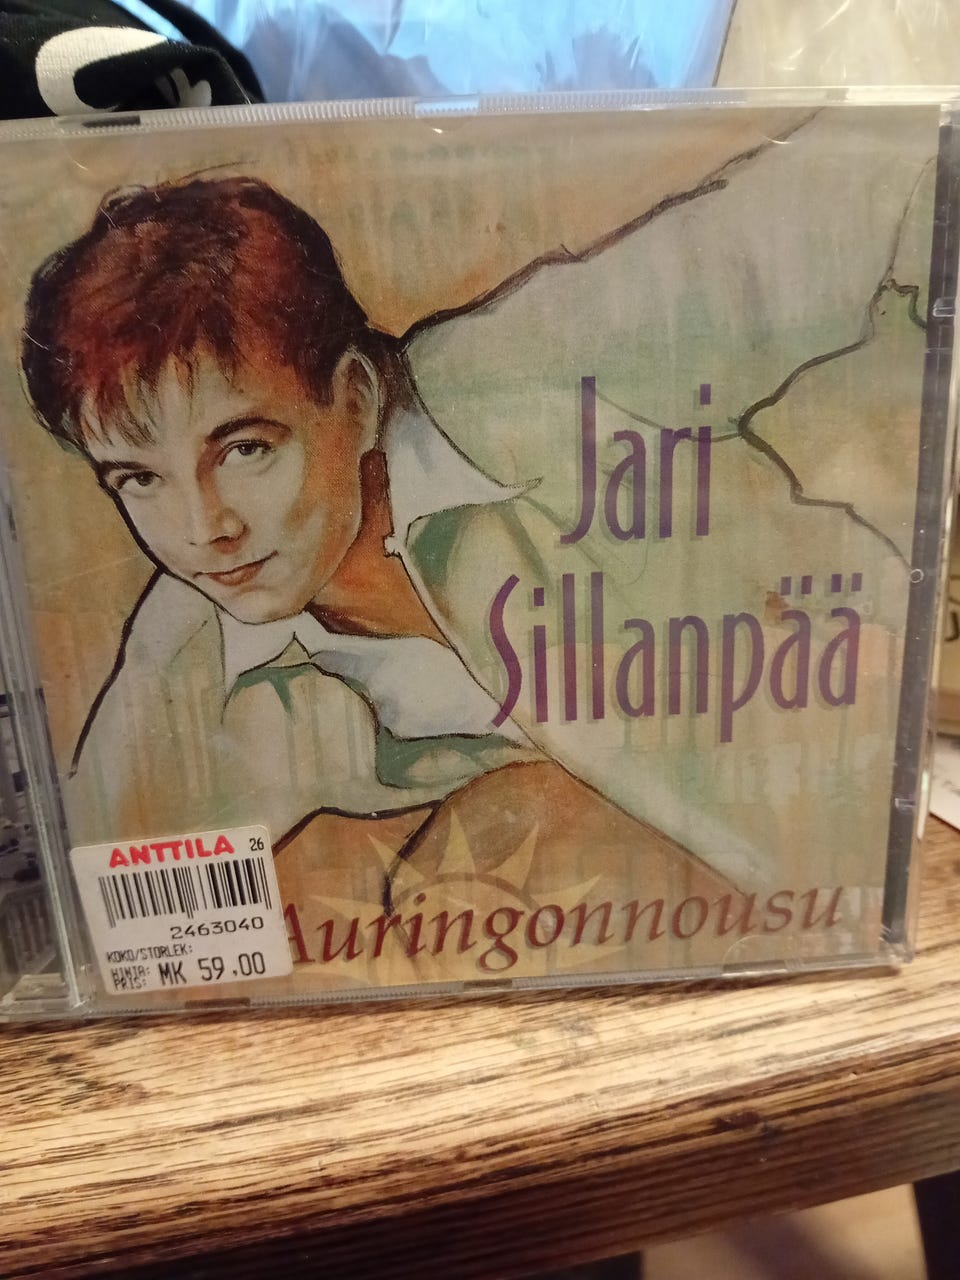 Jari
Sillanpää
Auringonnousu
ANTTILA 26
2463040
KOKO/STORLEK:
HINTA:
PRIS: MK 59,00